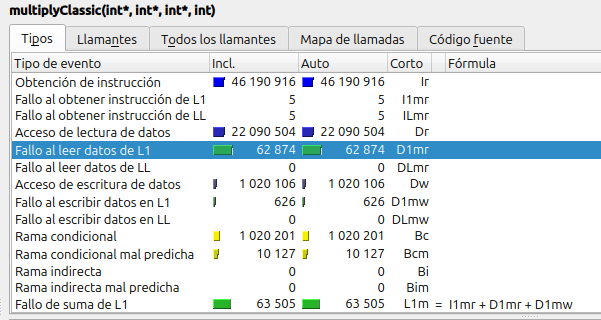 multiplyClassic(int*, int*, int*, int)
Tipos Llamantes Todos los llamantes Mapa de llamadas Código fuente
Tipo de evento Incl. Auto Corto Fórmula
Obtención de instrucción 46 190 916 46 190 916 Ir
Fallo al obtener instrucción de L1 5 5 I1mr
Fallo al obtener instrucción de LL 5 5 ILmr
Acceso de lectura de datos 22 090 504 22 090 504 Dr
Fallo al leer datos de L1 62 874 62 874 D1mr
Fallo al leer datos de LL 0 0 DLmr
Acceso de escritura de datos 1 020 106 1 020 106 Dw
Fallo al escribir datos en L1 626 626 D1mw
Fallo al escribir datos en LL 0 0 DLmw
Rama condicional 1 020 201 1 020 201 Bc
Rama condicional mal predicha 10 127 10 127 Bcm
Rama indirecta 0 0 Bi
Rama indirecta mal predicha 0 0 Bim
Fallo de suma de L1 63 505 63 505 L1m = I1mr + D1mr + D1mw